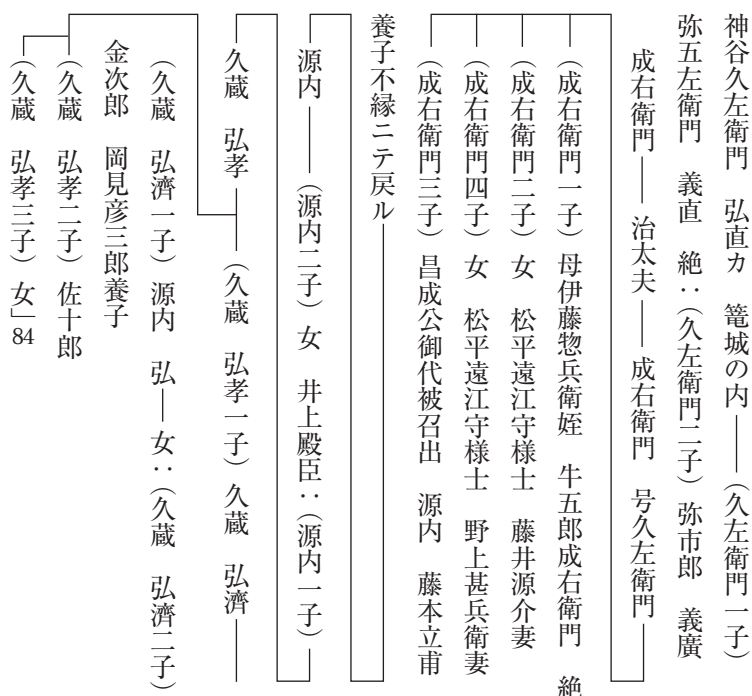 神谷久左衛門　弘直カ　篭城の内――（久左衛門一子）
弥五左衛門　義直　絶：（久左衛門二子）弥市郎　義廣
成右衛門――治太夫――成右衛門　号久左衛門――
（成右衛門一子）母伊藤惣兵衛姪　牛五郎成右衛門　絶
（成右衛門二子）女　松平遠江守様士　藤井源介妻
（成右衛門四子）女　松平遠江守様士　野上甚兵衛妻
（成右衛門三子）昌成公御代被召出　源内　藤本立甫
養子不縁ニテ戻ル――
源内――（源内二子）女　井上殿臣：（源内一子）――
久蔵　弘孝――（久蔵　弘孝一子）久蔵　弘濟――
（久蔵　弘濟一子）源内　弘――女：（久蔵　弘濟二子）
金次郎　岡見彦三郎養子
（久蔵　弘孝二子）佐十郎
（久蔵　弘孝三子）女」84